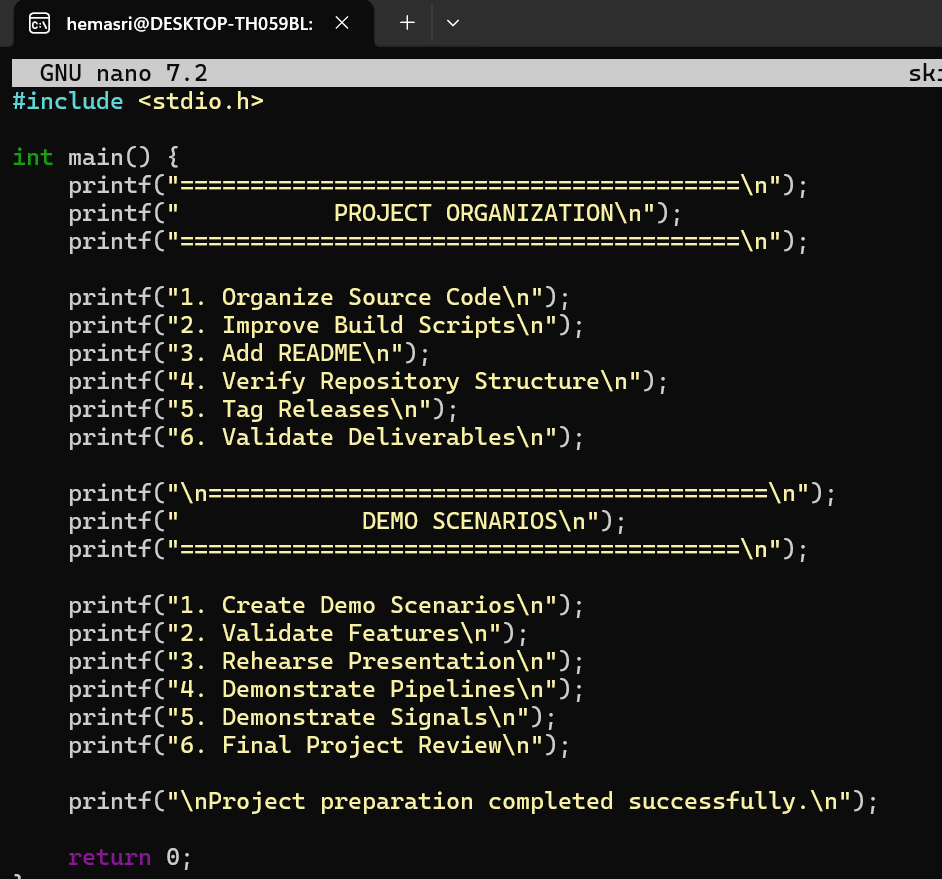 hemasri@DESKTOP-TH059BL:
GNU nano 7.2
#include <stdio.h>

int main() {
    printf("========================================\n");
    printf("           PROJECT ORGANIZATION\n");
    printf("========================================\n");

    printf("1. Organize Source Code\n");
    printf("2. Improve Build Scripts\n");
    printf("3. Add README\n");
    printf("4. Verify Repository Structure\n");
    printf("5. Tag Releases\n");
    printf("6. Validate Deliverables\n");

    printf("\n========================================\n");
    printf("             DEMO SCENARIOS\n");
    printf("========================================\n");

    printf("1. Create Demo Scenarios\n");
    printf("2. Validate Features\n");
    printf("3. Rehearse Presentation\n");
    printf("4. Demonstrate Pipelines\n");
    printf("5. Demonstrate Signals\n");
    printf("6. Final Project Review\n");

    printf("\nProject preparation completed successfully.\n");

    return 0;